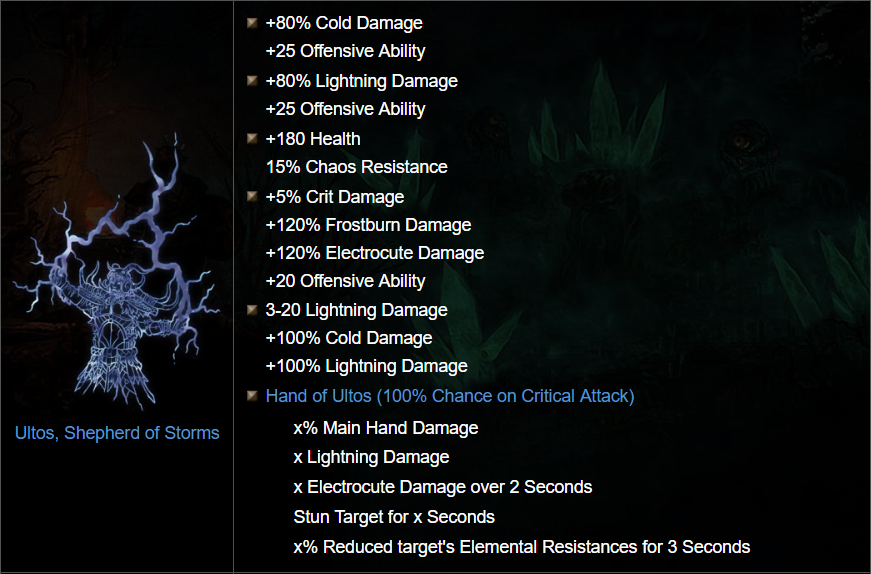 +80% Cold Damage
+25 Offensive Ability
+80% Lightning Damage
+25 Offensive Ability
+180 Health
15% Chaos Resistance
+5% Crit Damage
+120% Frostburn Damage
+120% Electrocute Damage
+20 Offensive Ability
3-20 Lightning Damage
+100% Cold Damage
+100% Lightning Damage
Hand of Ultos (100% Chance on Critical Attack)
x% Main Hand Damage
x Lightning Damage
x Electrocute Damage over 2 Seconds
Stun Target for x Seconds
x% Reduced target's Elemental Resistances for 3 Seconds
Ultos, Shepherd of Storms